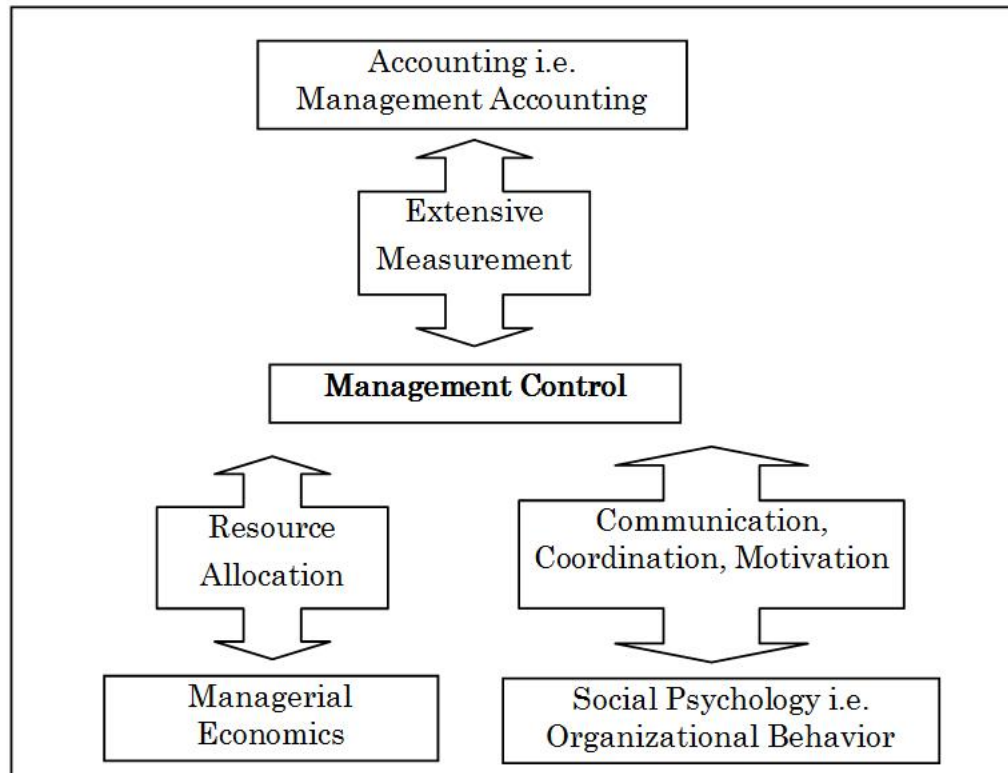 Accounting i.e.
Management Accounting
Extensive
Measurement
Management Control
Resource
Allocation
Communication,
Coordination, Motivation
Managerial
Economics
Social Psychology i.e.
Organizational Behavior